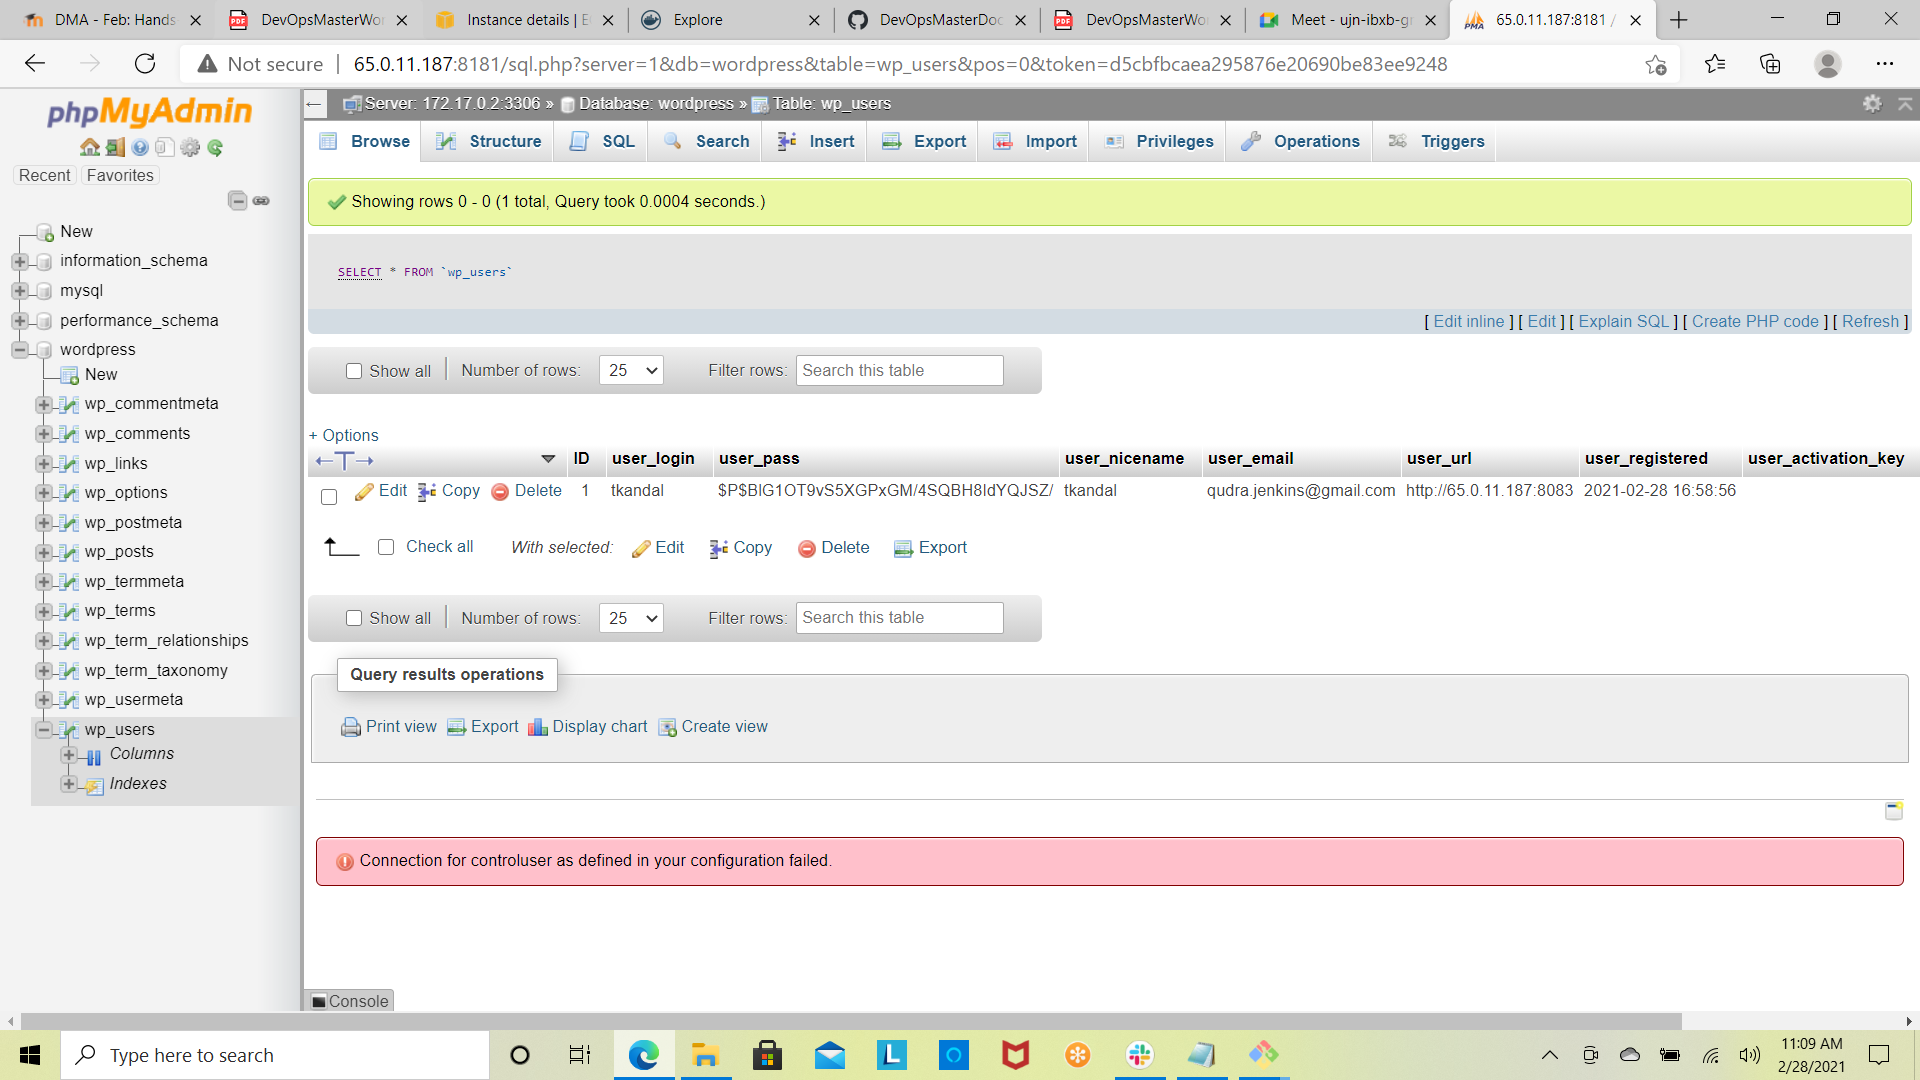 DMA - Feb: Hands
DevOpsMasterWor
Instance details | E
Explore
DevOpsMasterDoc
DevOpsMasterWor
Meet - ujn-ibxb-gr
65.0.11.187:8181 /
Not secure
65.0.11.187:8181/sql.php?server=1&db=wordpress&table=wp_users&pos=0&token=d5cbfbcaea295876e20690be83ee9248
phpMyAdmin
Recent
Favorites
New
information_schema
mysql
performance_schema
wordpress
New
wp_commentmeta
wp_comments
wp_links
wp_options
wp_postmeta
wp_posts
wp_termmeta
wp_terms
wp_term_relationships
wp_term_taxonomy
wp_usermeta
wp_users
Columns
Indexes
Server: 172.17.0.2:3306 » Database: wordpress » Table: wp_users
Browse Structure SQL Search Insert Export Import Privileges Operations Triggers
Showing rows 0 - 0 (1 total, Query took 0.0004 seconds.)
SELECT * FROM `wp_users`
[ Edit inline ] [ Edit ] [ Explain SQL ] [ Create PHP code ] [ Refresh ]
Show all Number of rows: 25 Filter rows: Search this table
+ Options
ID user_login user_pass user_nicename user_email user_url user_registered user_activation_key
Edit Copy Delete 1 tkandal $P$BlG1OT9vS5XGPxGM/4SQBH8IdYQJSZ/ tkandal qudra.jenkins@gmail.com http://65.0.11.187:8083 2021-02-28 16:58:56
Check all With selected: Edit Copy Delete Export
Show all Number of rows: 25 Filter rows: Search this table
Query results operations
Print view Export Display chart Create view
Connection for controluser as defined in your configuration failed.
Console
Type here to search
11:09 AM
2/28/2021